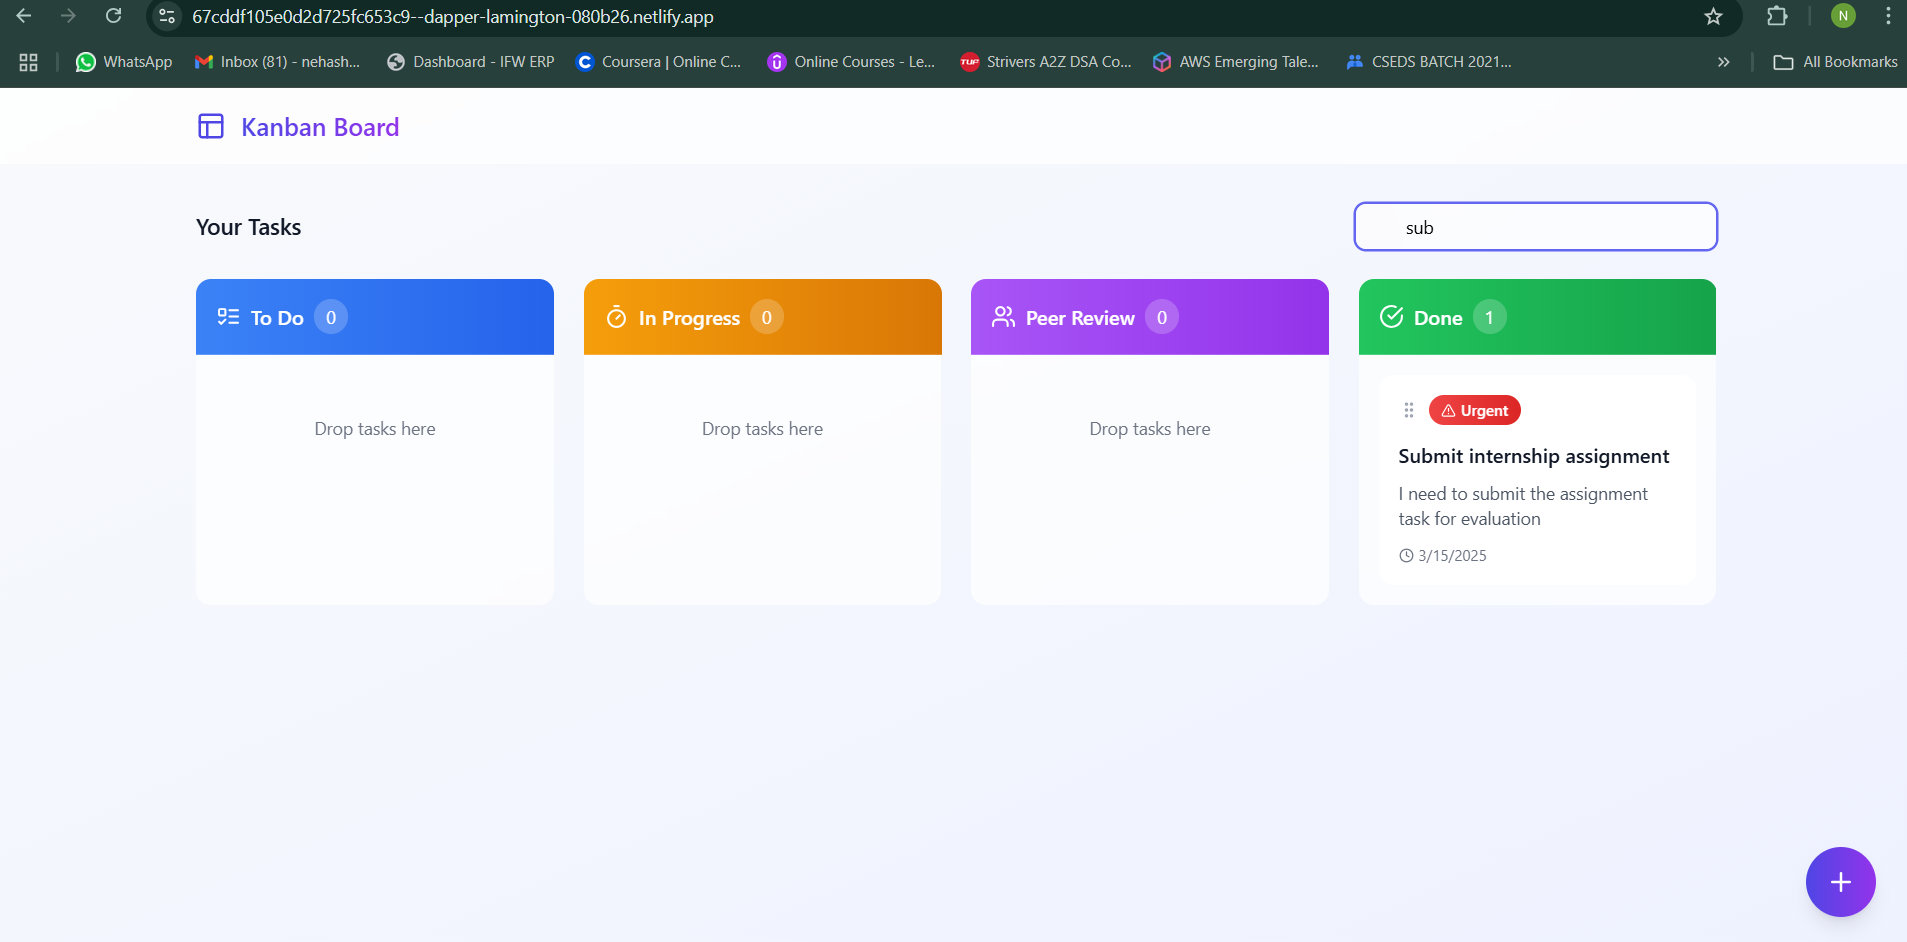 67cddf105e0d2d725fc653c9--dapper-lamington-080b26.netlify.app
N
WhatsApp
Inbox (81) - nehash...
Dashboard - IFW ERP
Coursera | Online C...
Online Courses - Le...
TUF
Strivers A2Z DSA Co...
AWS Emerging Tale...
CSEDS BATCH 2021...
All Bookmarks
Kanban Board
Your Tasks
sub
To Do 0
In Progress 0
Peer Review 0
Done 1
Drop tasks here
Drop tasks here
Drop tasks here
Urgent
Submit internship assignment
I need to submit the assignment
task for evaluation
3/15/2025